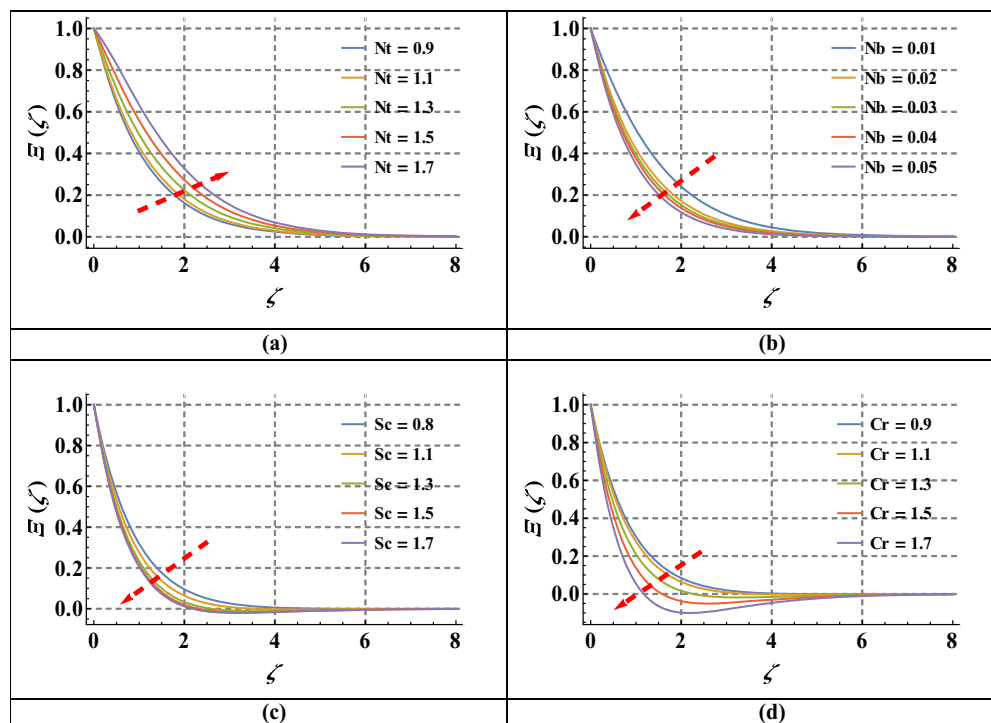 1.0
0.8
0.6
0.4
0.2
0.0
Ξ (ζ)
0 2 4 6 8
ζ
Nt = 0.9
Nt = 1.1
Nt = 1.3
Nt = 1.5
Nt = 1.7
(a)
1.0
0.8
0.6
0.4
0.2
0.0
Ξ (ζ)
0 2 4 6 8
ζ
Nb = 0.01
Nb = 0.02
Nb = 0.03
Nb = 0.04
Nb = 0.05
(b)
1.0
0.8
0.6
0.4
0.2
0.0
Ξ (ζ)
0 2 4 6 8
ζ
Sc = 0.8
Sc = 1.1
Sc = 1.3
Sc = 1.5
Sc = 1.7
(c)
1.0
0.8
0.6
0.4
0.2
0.0
Ξ (ζ)
0 2 4 6 8
ζ
Cr = 0.9
Cr = 1.1
Cr = 1.3
Cr = 1.5
Cr = 1.7
(d)